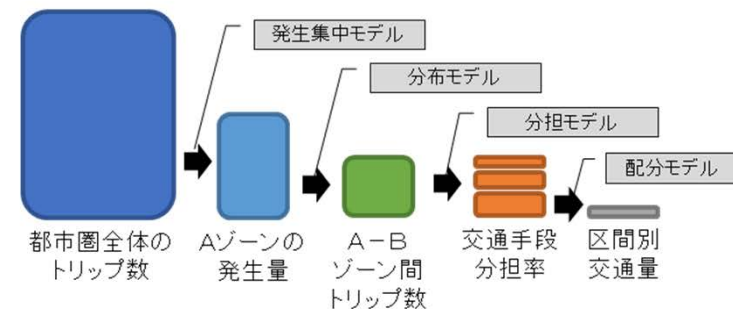 発生集中モデル
分布モデル
分担モデル
配分モデル
都市圏全体の
トリップ数
Aゾーンの
発生量
A－B
ゾーン間
トリップ数
交通手段
分担率
区間別
交通量